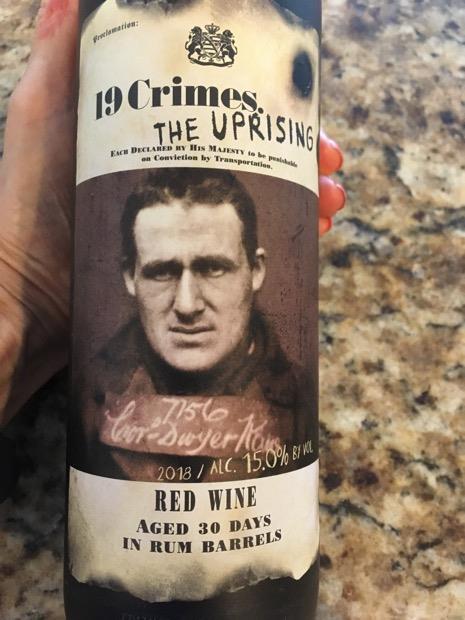 Proclamation:
19 Crimes.
THE UPRISING
EACH DECLARED BY HIS MAJESTY to be punishable
on Conviction by Transportation.
7156
2018 / ALC. 15.0% BY VOL
RED WINE
AGED 30 DAYS
IN RUM BARRELS